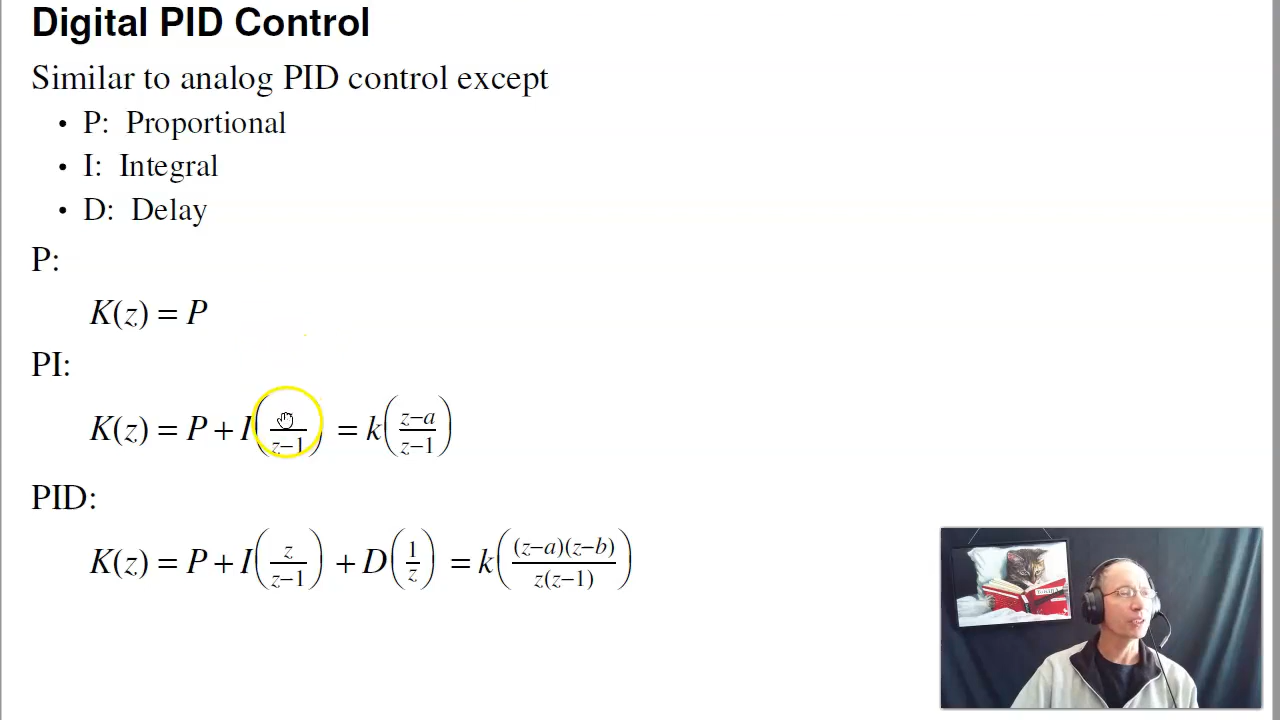 Digital PID Control
Similar to analog PID control except
• P: Proportional
• I: Integral
• D: Delay
P:
K(z) = P
PI:
K(z) = P + I( /(z−1)) = k((z−a)/(z−1))
PID:
K(z) = P + I(z/(z−1)) + D(1/z) = k((z−a)(z−b)/(z(z−1)))